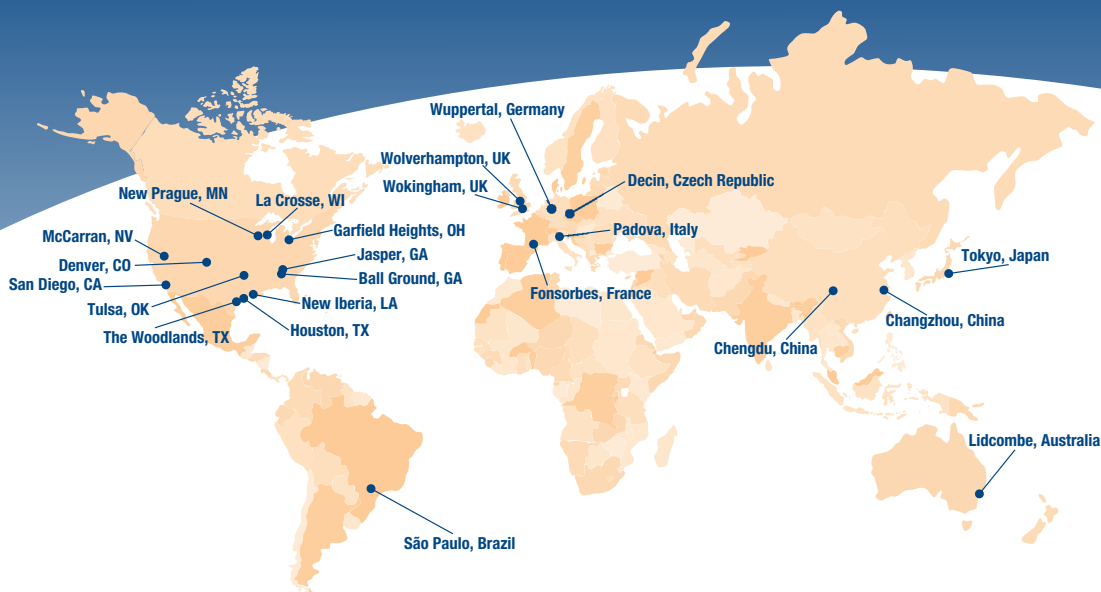 Wuppertal, Germany
Wolverhampton, UK
Wokingham, UK
Decin, Czech Republic
New Prague, MN
La Crosse, WI
Garfield Heights, OH
Padova, Italy
McCarran, NV
Jasper, GA
Tokyo, Japan
Denver, CO
Ball Ground, GA
San Diego, CA
Fonsorbes, France
Tulsa, OK
New Iberia, LA
Changzhou, China
The Woodlands, TX
Houston, TX
Chengdu, China
Lidcombe, Australia
São Paulo, Brazil